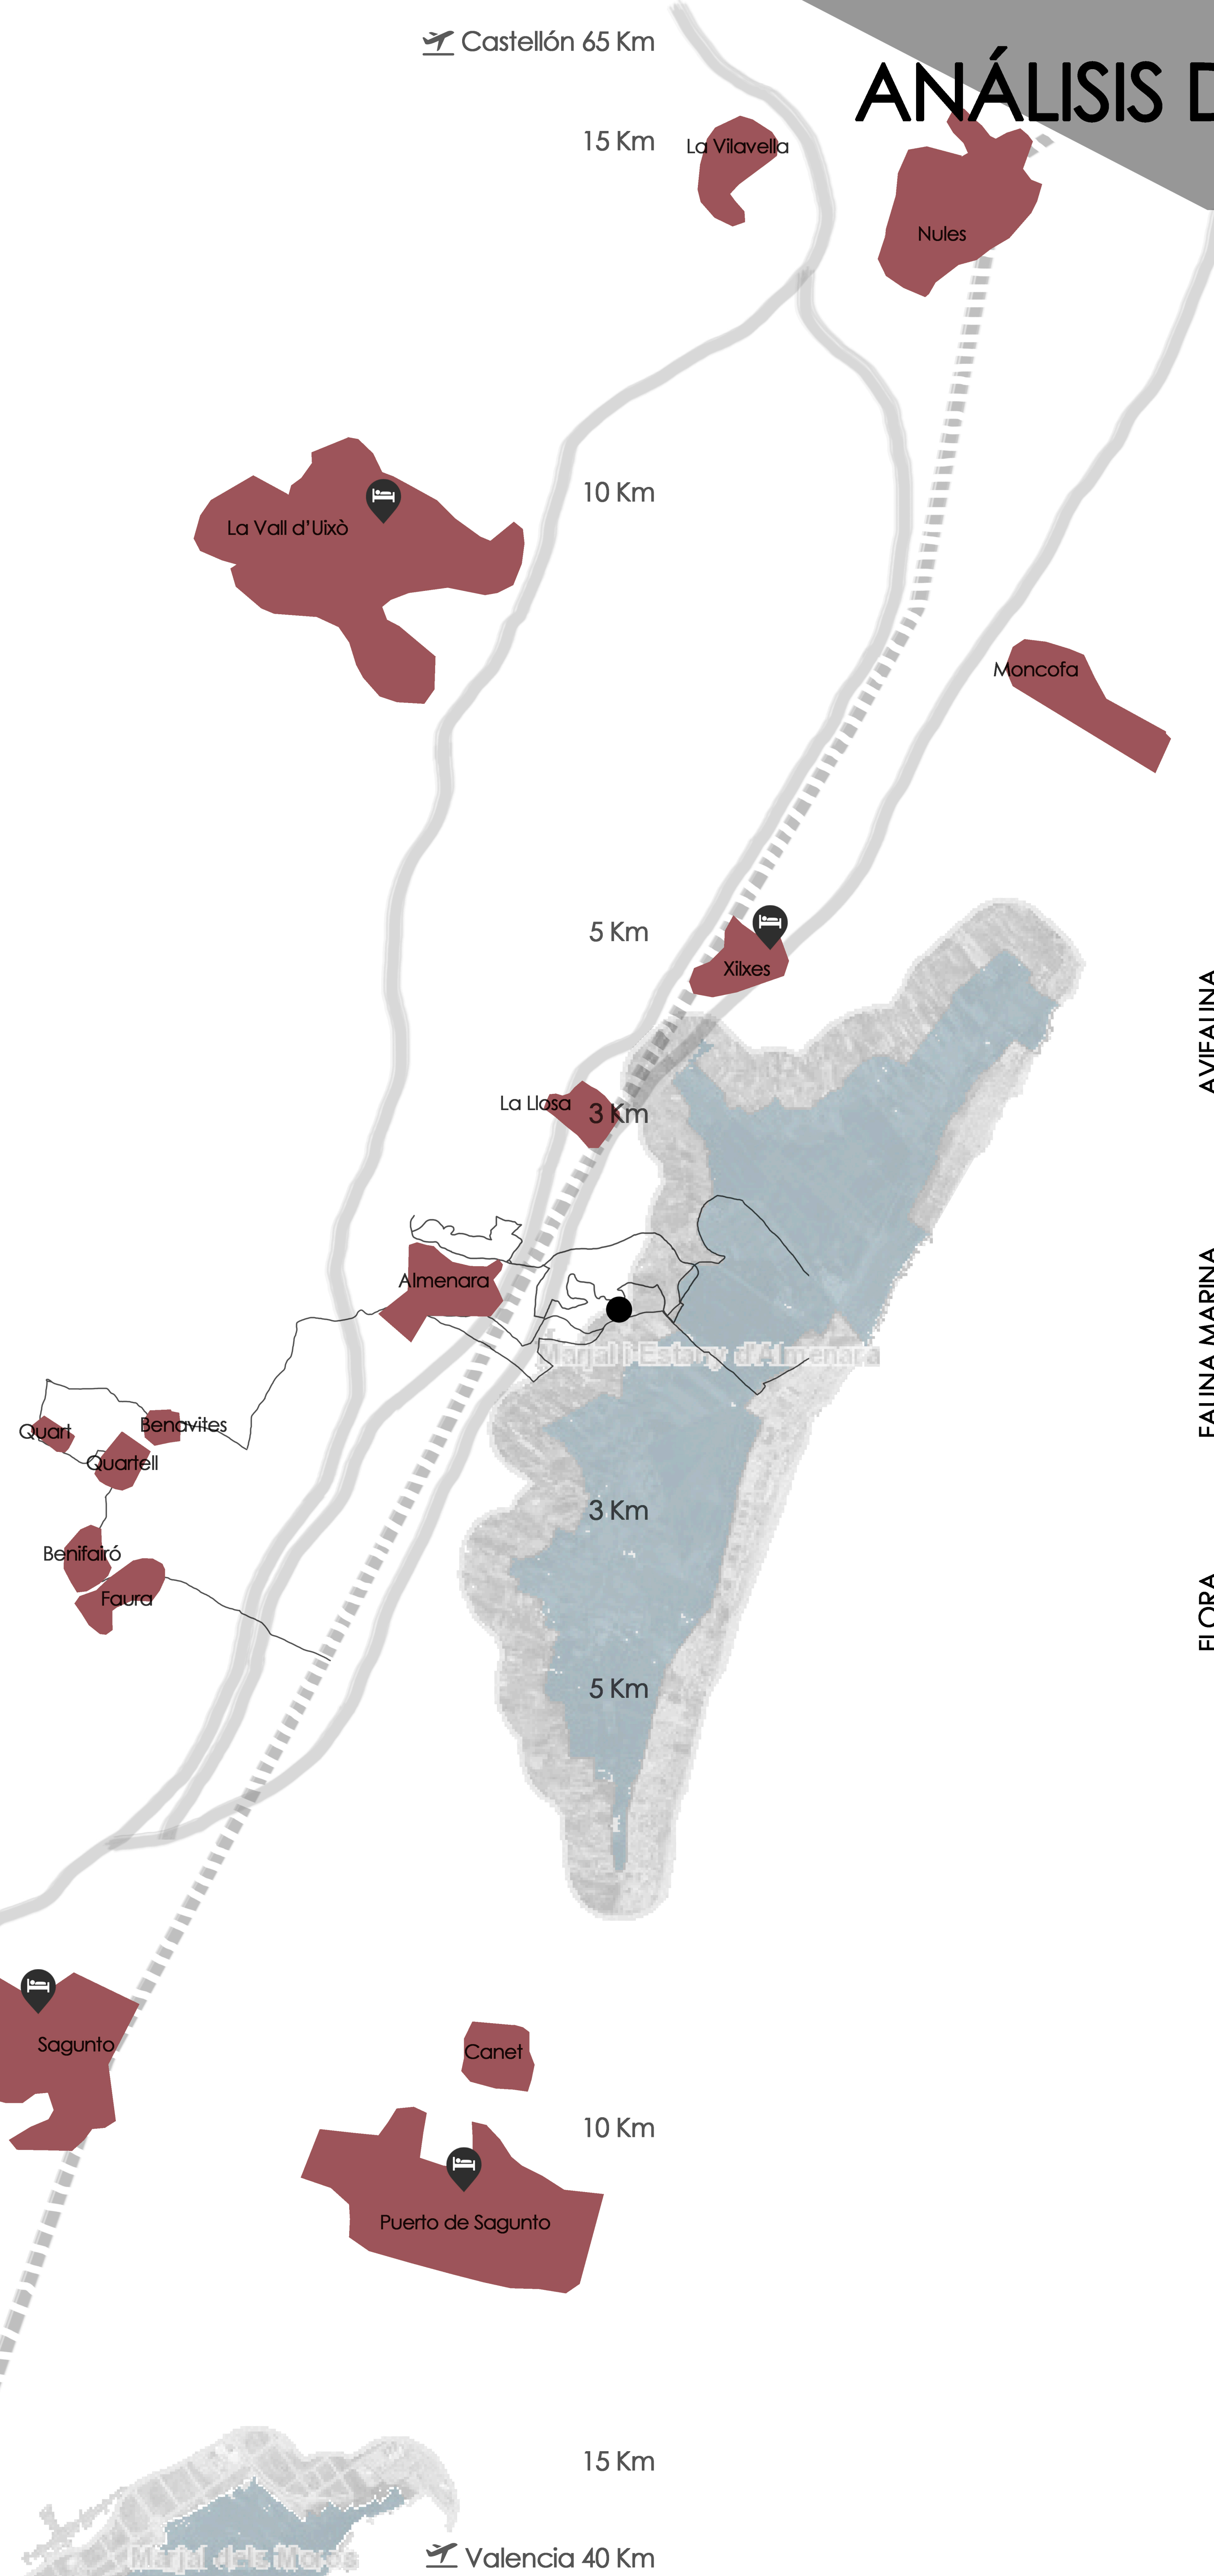 Castellón 65 Km
ANÁLISIS D
15 Km
La Vilavella
Nules
10 Km
La Vall d'Uixò
Moncofa
5 Km
Xilxes
AVIFAUNA
La Llosa
3 Km
Almenara
FAUNA MARINA
Marjal i Estany d'Almenara
Benavites
Quart
Quartell
3 Km
Benifairó
Faura
FLORA
5 Km
Sagunto
Canet
10 Km
Puerto de Sagunto
15 Km
Marjal dels Moros
Valencia 40 Km